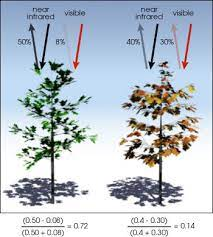 near infrared visible
50% 8%
near infrared visible
40% 30%
(0.50 - 0.08)
(0.50 + 0.08) = 0.72
(0.4 - 0.30)
(0.4 + 0.30) = 0.14